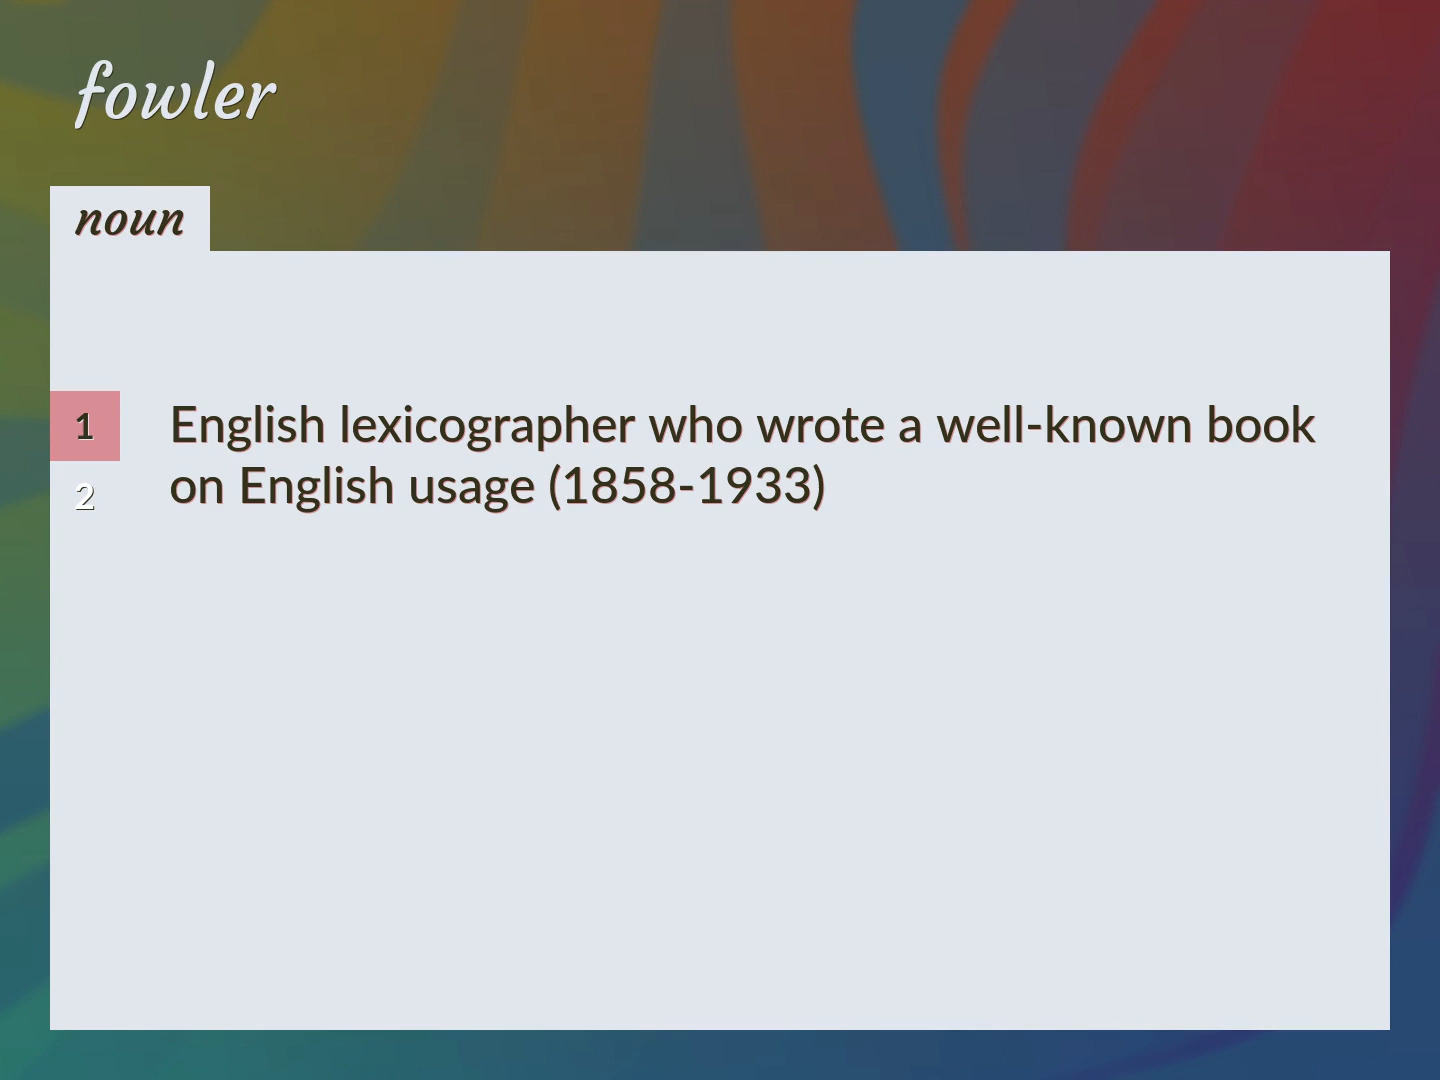 fowler
noun
1
English lexicographer who wrote a well-known book
on English usage (1858-1933)
2